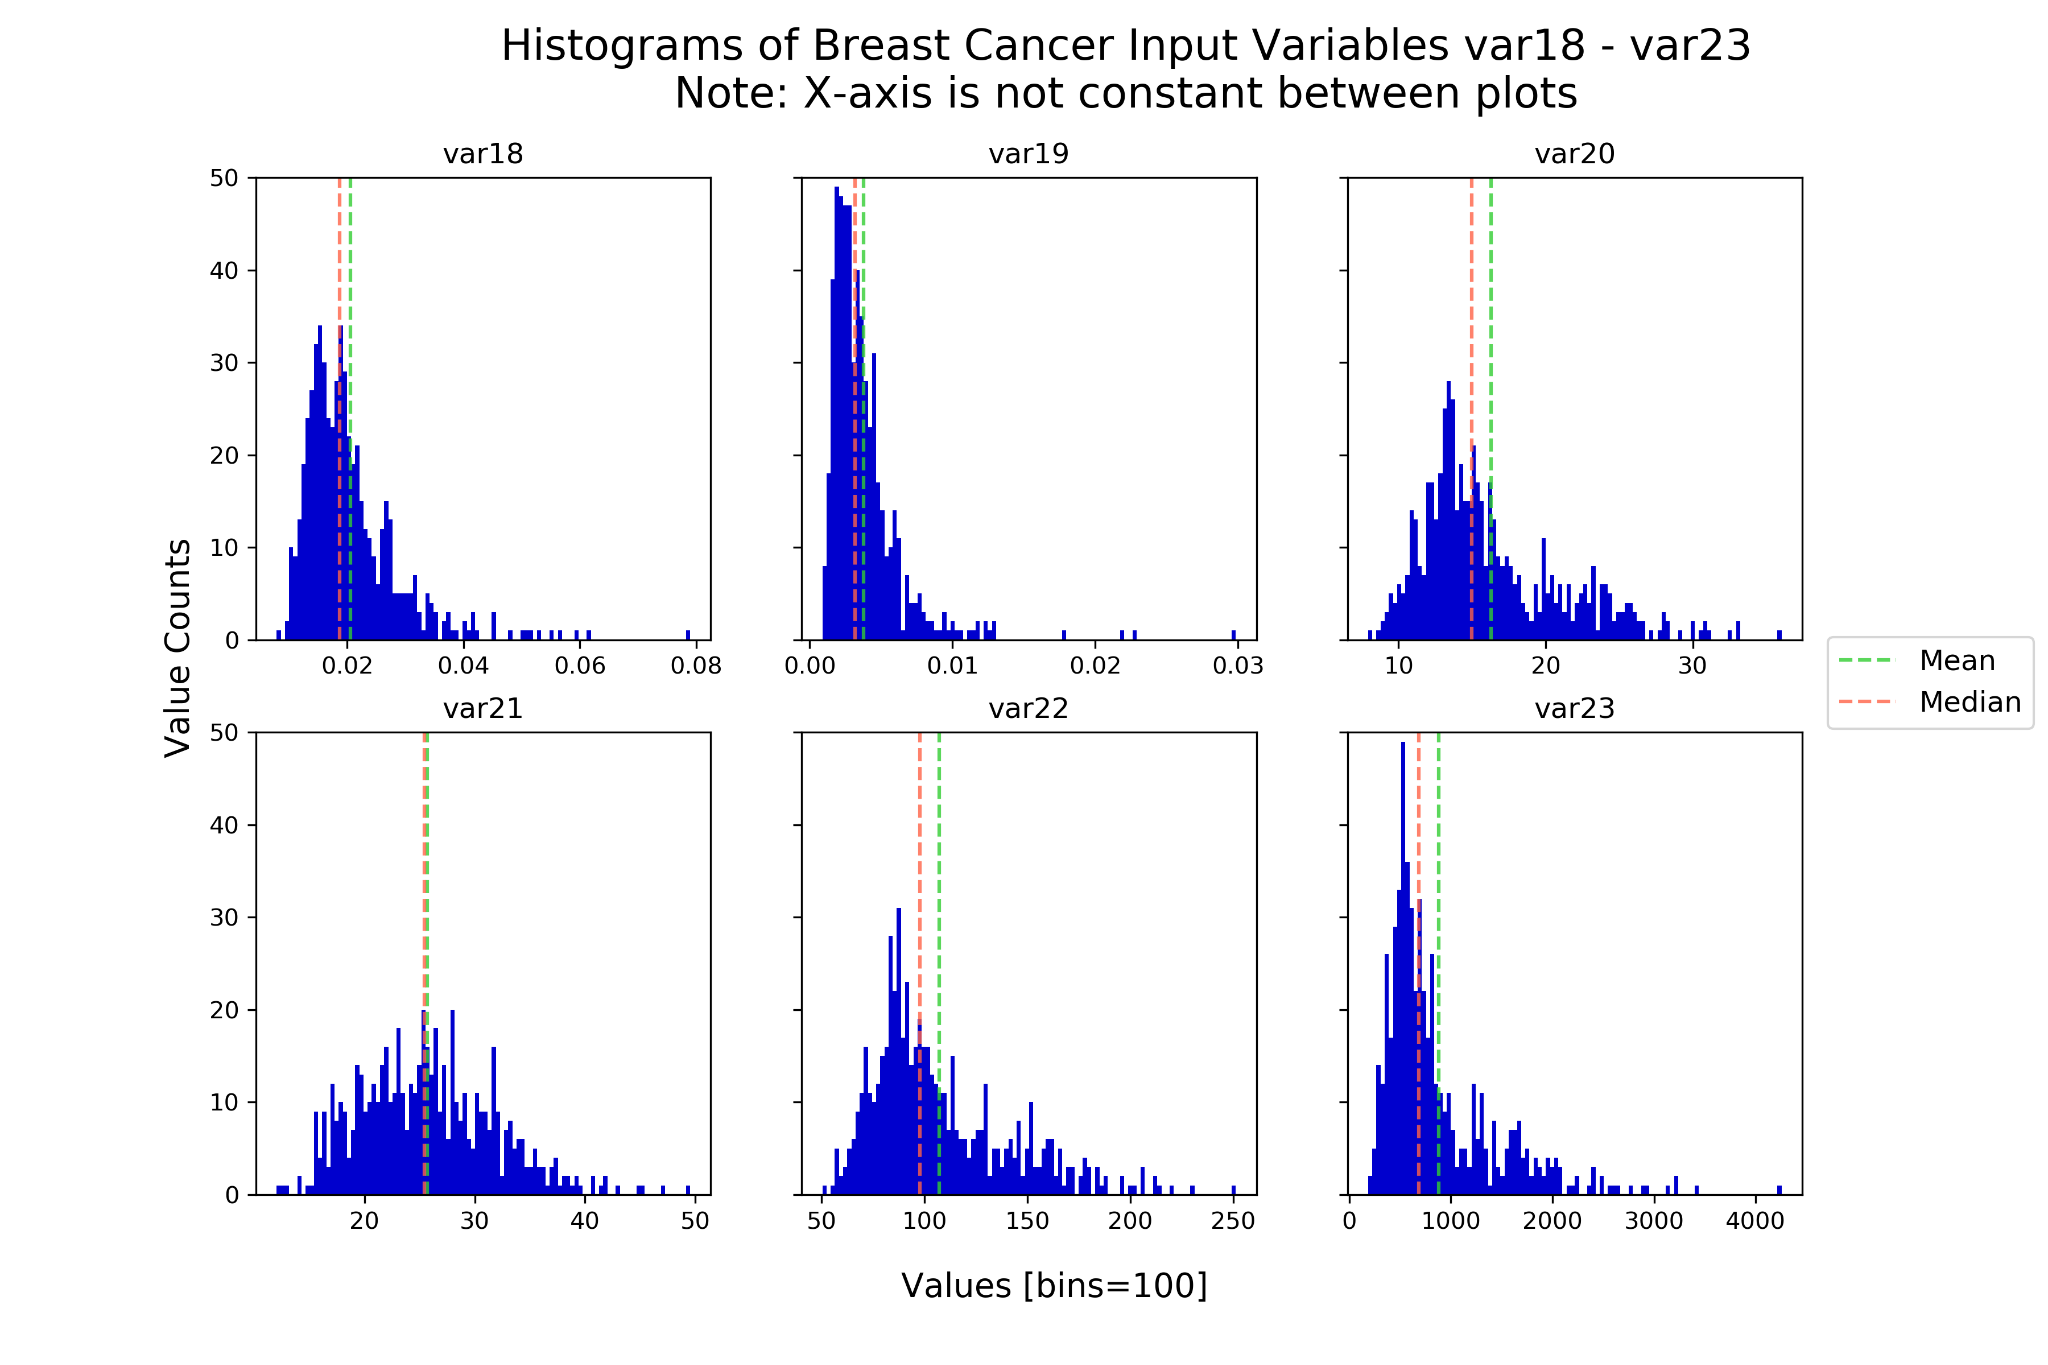 Histograms of Breast Cancer Input Variables var18 - var23
Note: X-axis is not constant between plots
var18
50
40
30
20
10
0
0.02 0.04 0.06 0.08
var19
0.00 0.01 0.02 0.03
var20
10 20 30
Value Counts
Mean
Median
var21
50
40
30
20
10
0
20 30 40 50
var22
50 100 150 200 250
var23
0 1000 2000 3000 4000
Values [bins=100]